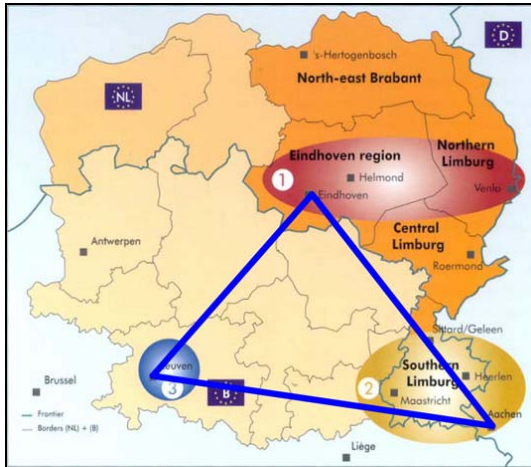 D
's-Hertogenbosch
North-east Brabant
NL
Eindhoven region
Northern
Limburg
1
Helmond
Eindhoven
Venlo
Central
Limburg
Antwerpen
Roermond
Sittard/Geleen
Leuven
Southern
Limburg
Heerlen
Brussel
3
B
2
Maastricht
Aachen
Frontier
Borders (NL) + (B)
Liège